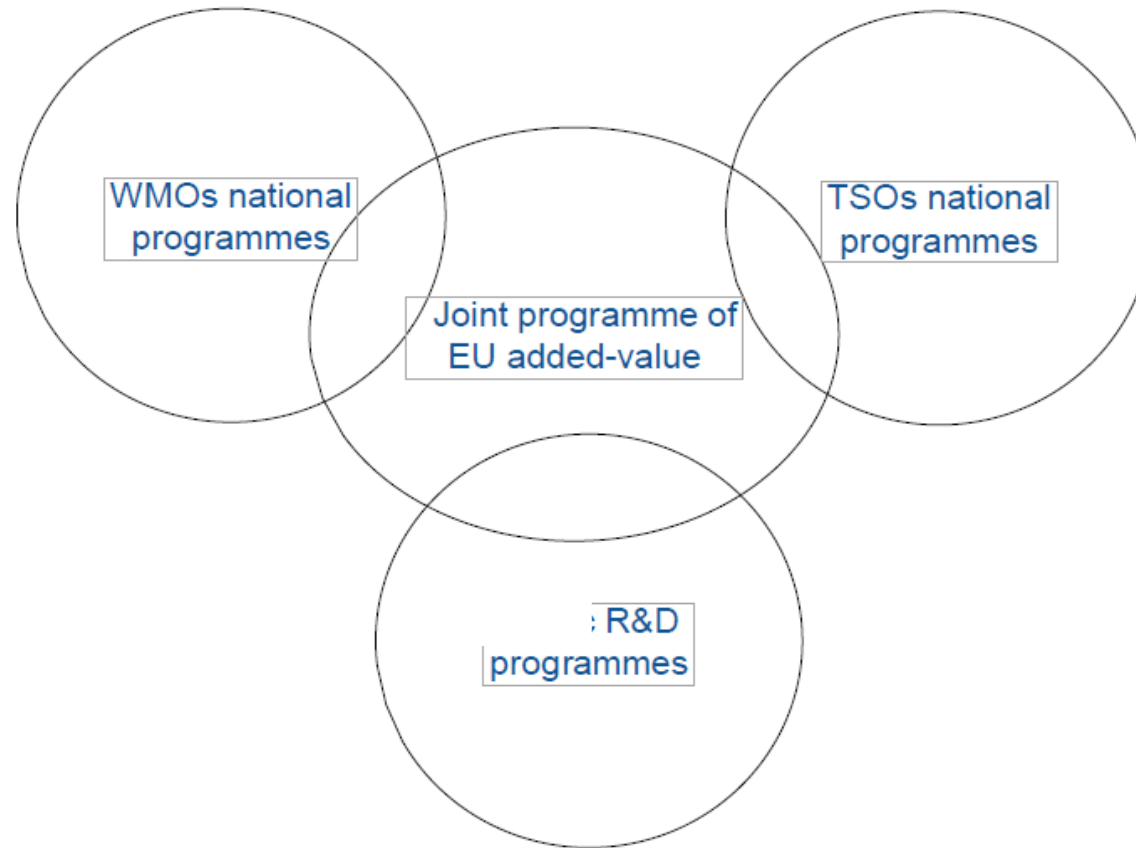 WMOs national
programmes
TSOs national
programmes
Joint programme of
EU added-value
R&D
programmes